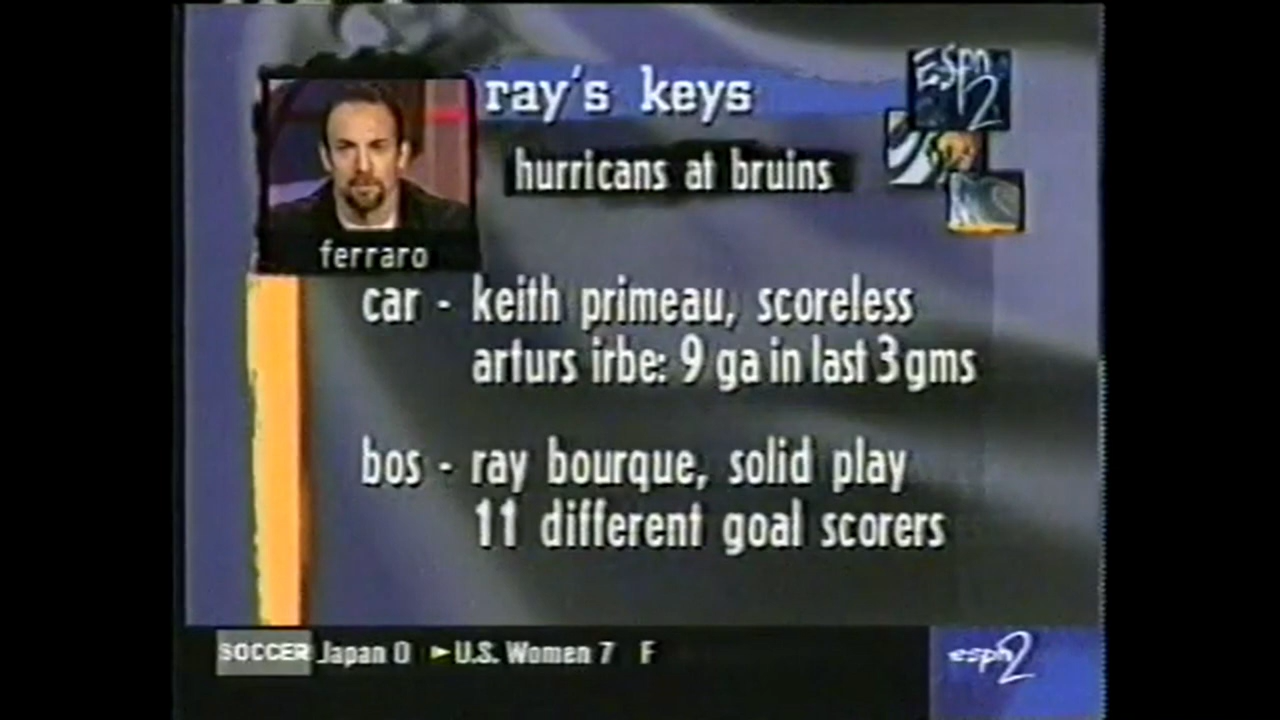 ray's keys
espn2
hurricans at bruins
ferraro
car - keith primeau, scoreless
arturs irbe: 9 ga in last 3 gms
bos - ray bourque, solid play
11 different goal scorers
SOCCER Japan 0 ►U.S. Women 7 F
espn2